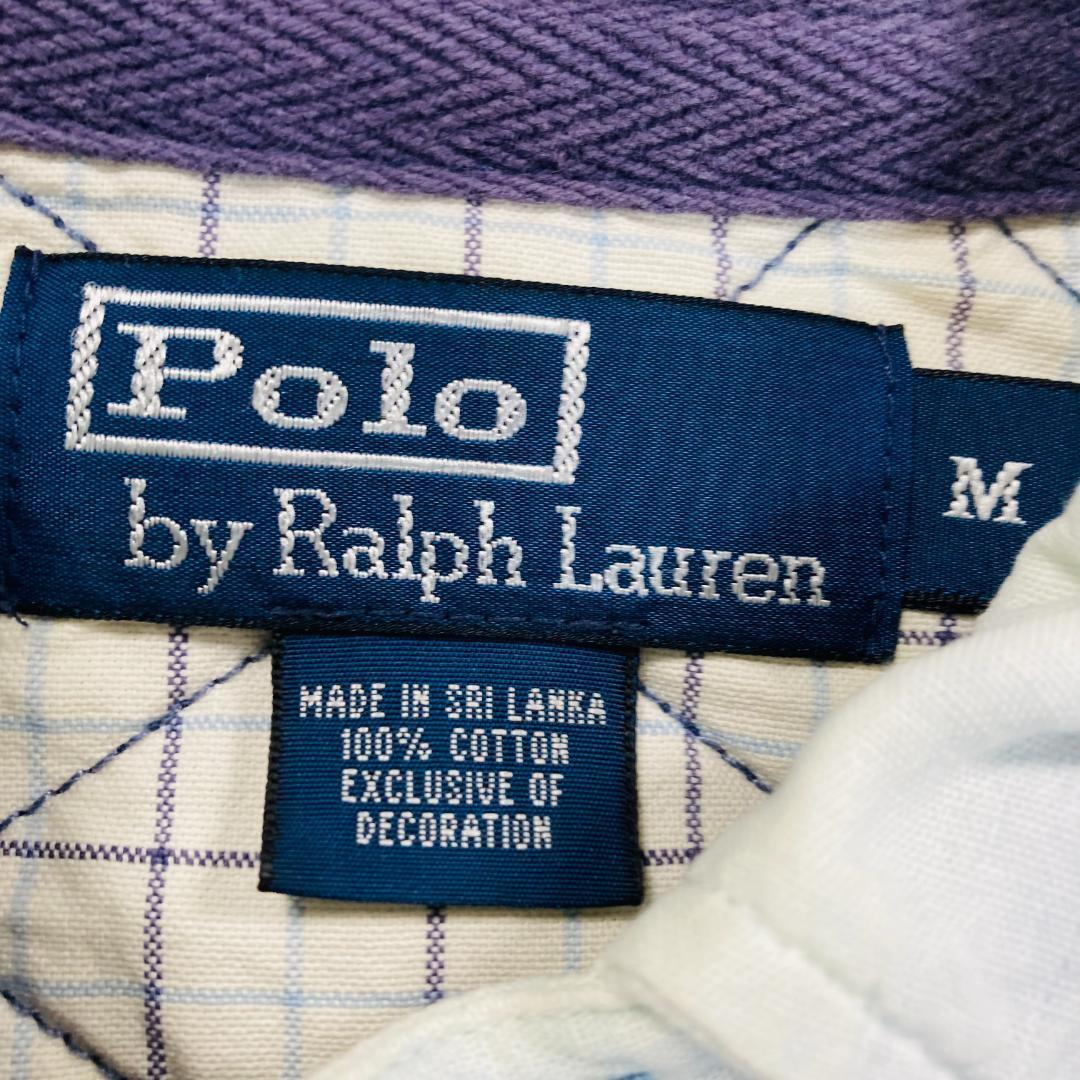 Polo
by Ralph Lauren
M
MADE IN SRI LANKA
100% COTTON
EXCLUSIVE OF
DECORATION